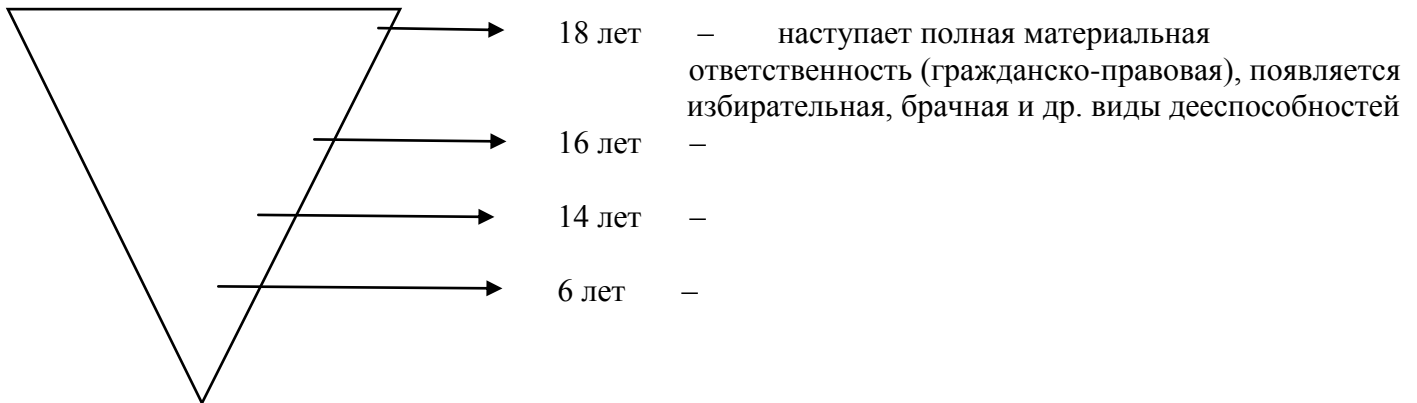 18 лет – наступает полная материальная
ответственность (гражданско-правовая), появляется
избирательная, брачная и др. виды дееспособностей
16 лет –
14 лет –
6 лет –